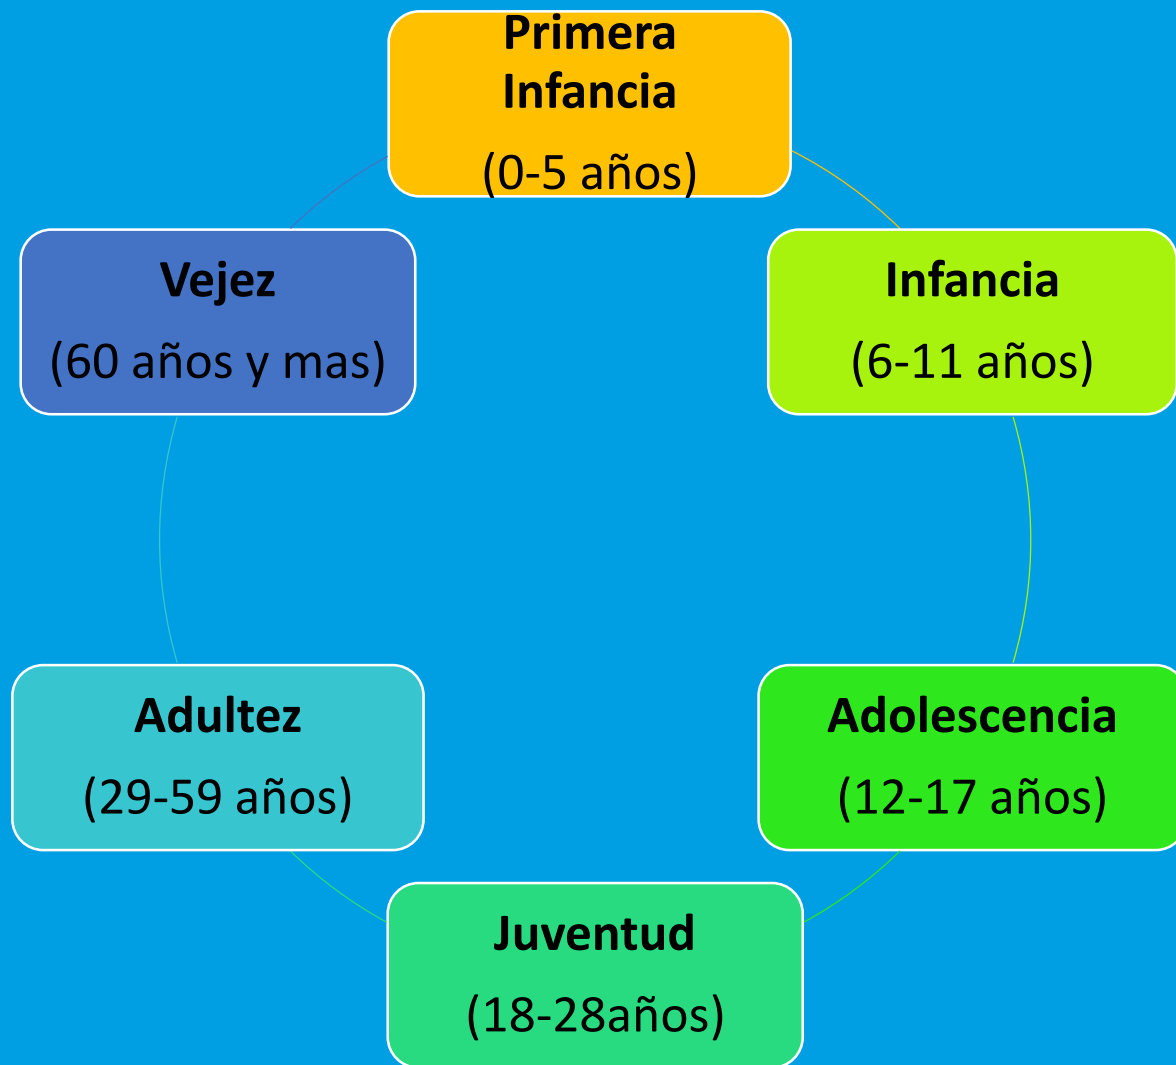 Primera
Infancia
(0-5 años)
Infancia
(6-11 años)
Adolescencia
(12-17 años)
Juventud
(18-28años)
Adultez
(29-59 años)
Vejez
(60 años y mas)